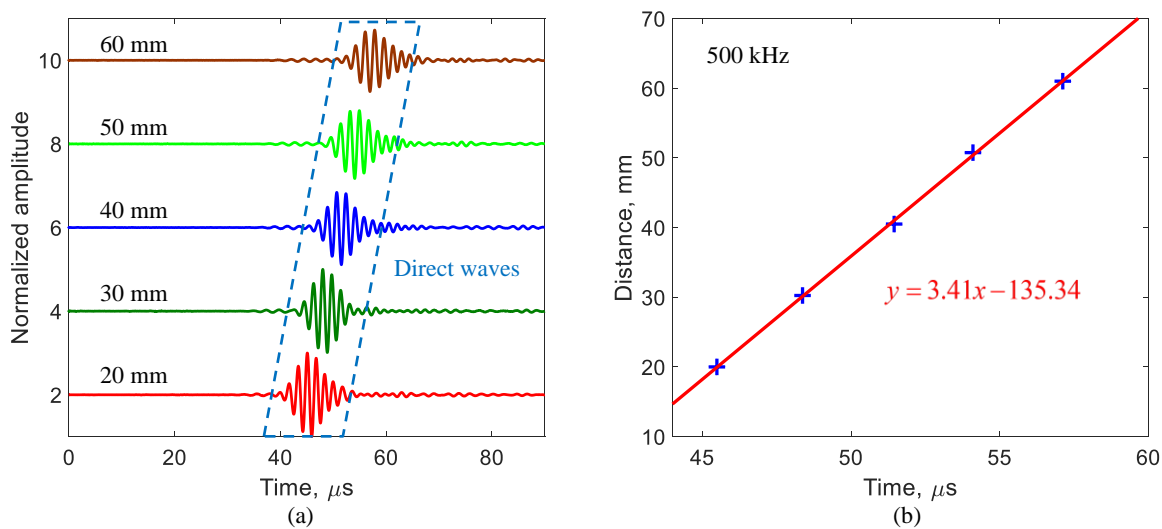 60 mm
50 mm
40 mm
Direct waves
30 mm
20 mm
10
8
6
4
2
Normalized amplitude
0 20 40 60 80
Time, μs
(a)
500 kHz
y = 3.41x−135.34
70
60
50
40
30
20
10
Distance, mm
45 50 55 60
Time, μs
(b)